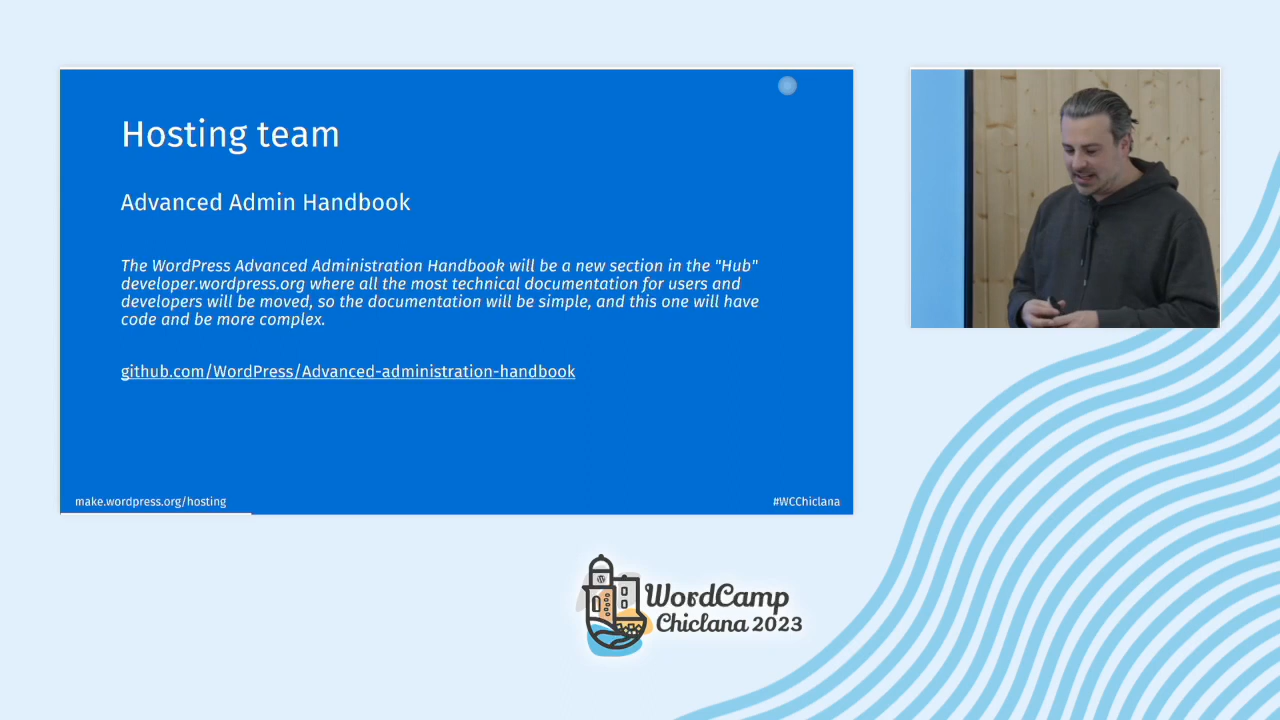 Hosting team
Advanced Admin Handbook
The WordPress Advanced Administration Handbook will be a new section in the "Hub"
developer.wordpress.org where all the most technical documentation for users and
developers will be moved, so the documentation will be simple, and this one will have
code and be more complex.
github.com/WordPress/Advanced-administration-handbook
make.wordpress.org/hosting
#WCChiclana
WordCamp
Chiclana 2023